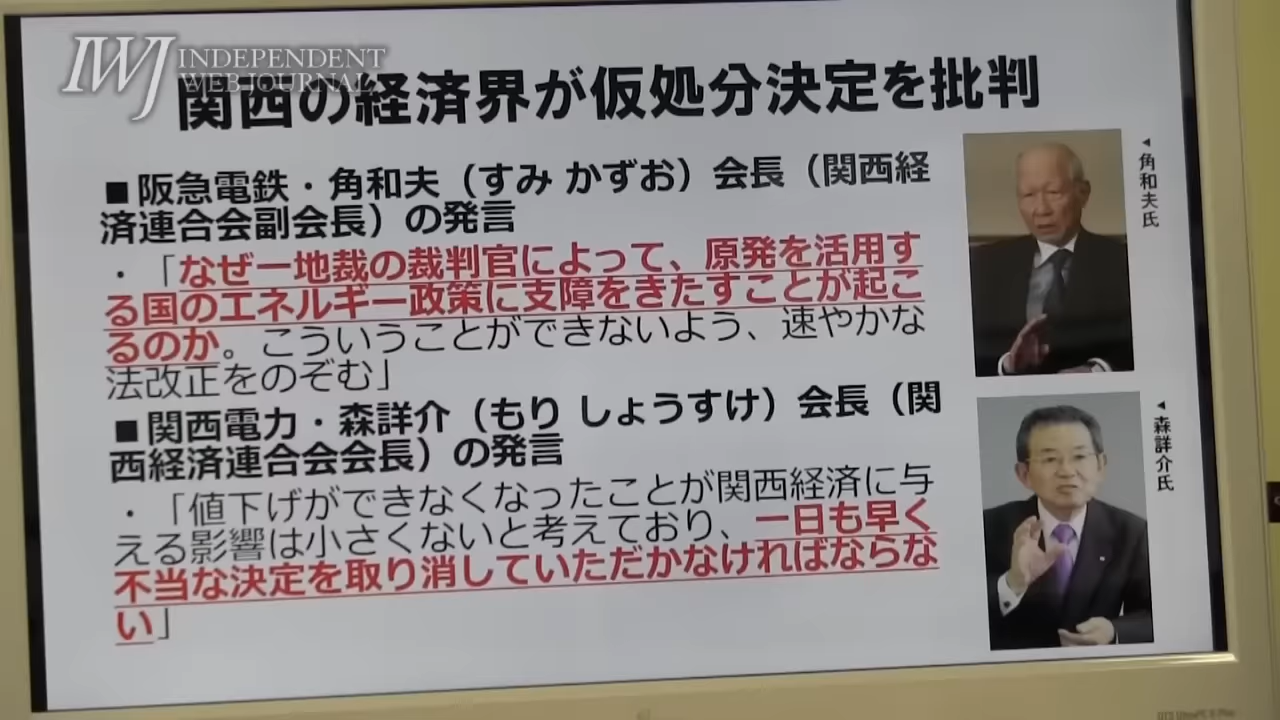 IWJ INDEPENDENT
WEB JOURNAL
関西の経済界が仮処分決定を批判
■阪急電鉄・角和夫（すみ かずお）会長（関西経
済連合会副会長）の発言
・「なぜ一地裁の裁判官によって、原発を活用す
る国のエネルギー政策に支障をきたすことが起こ
るのか。こういうことができないよう、速やかな
法改正をのぞむ」
■関西電力・森詳介（もり しょうすけ）会長（関
西経済連合会会長）の発言
・「値下げができなくなったことが関西経済に与
える影響は小さくないと考えており、一日も早く
不当な決定を取り消していただかなければならな
い」
◀角和夫氏
◀森詳介氏